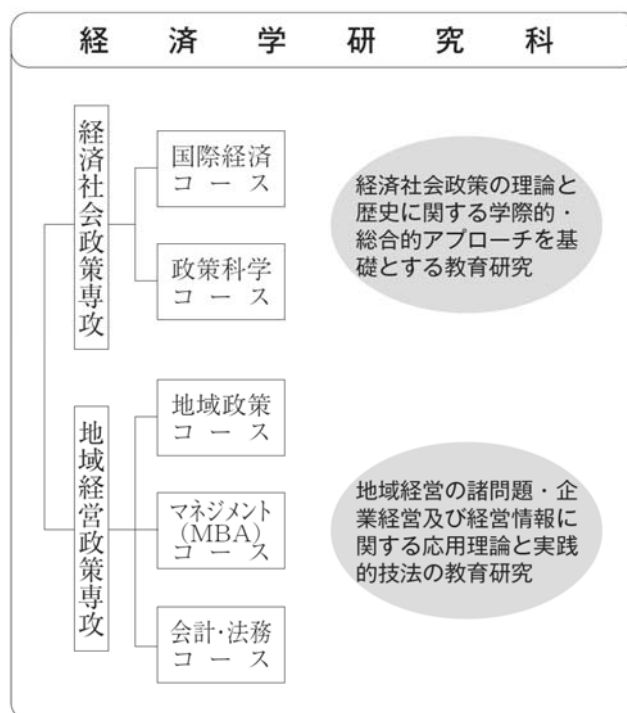 経済学研究科
経済社会政策専攻
国際経済
コース
政策科学
コース
経済社会政策の理論と
歴史に関する学際的・
総合的アプローチを基
礎とする教育研究
地域経営政策専攻
地域政策
コース
マネジメント
(MBA)
コース
会計・法務
コース
地域経営の諸問題・企
業経営及び経営情報に
関する応用理論と実践
的技法の教育研究